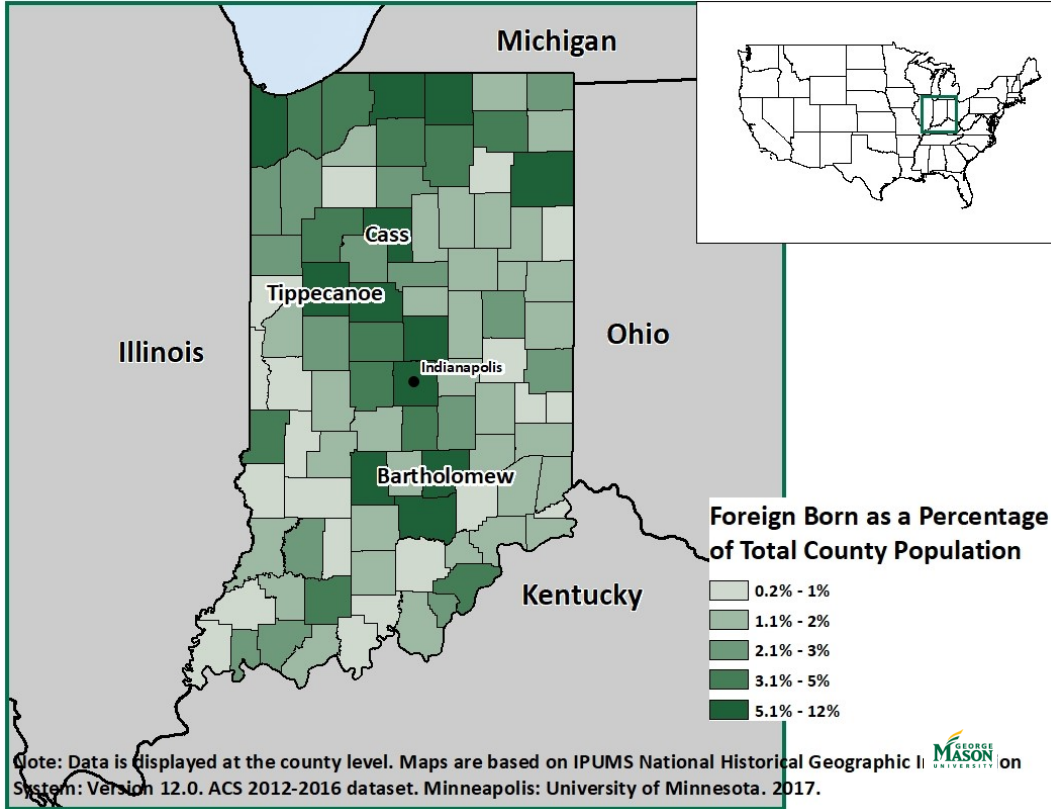 Michigan
Cass
Tippecanoe
Illinois
Ohio
Indianapolis
Bartholomew
Kentucky
Foreign Born as a Percentage
of Total County Population
0.2% - 1%
1.1% - 2%
2.1% - 3%
3.1% - 5%
5.1% - 12%
Note: Data is displayed at the county level. Maps are based on IPUMS National Historical Geographic
System: Version 12.0. ACS 2012-2016 dataset. Minneapolis: University of Minnesota. 2017.
GEORGE
MASON
UNIVERSITY